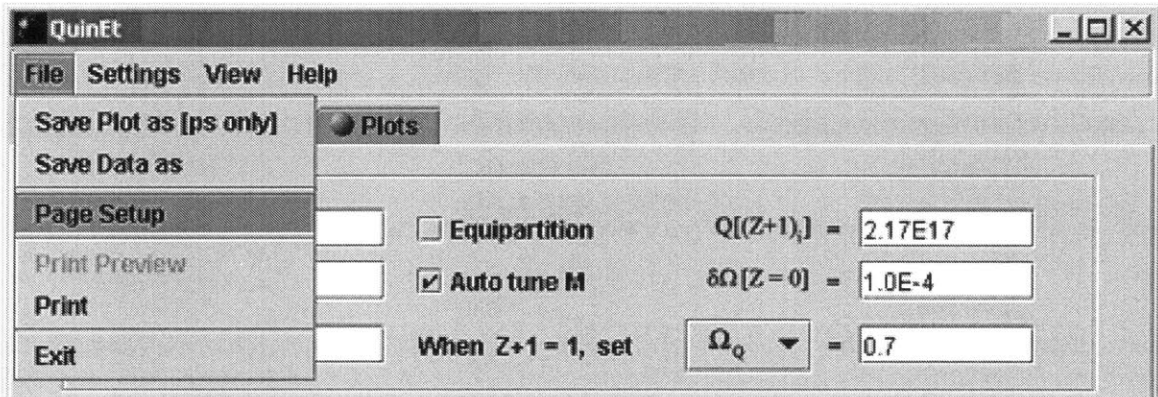 QuinEt
File Settings View Help
Save Plot as [ps only]
Plots
Save Data as
Page Setup
Equipartition Q[(Z+1)ᵢ] = 2.17E17
Print Preview
Auto tune M δΩ[Z = 0] = 1.0E-4
Print
Exit
When Z+1 = 1, set Ω_Q = 0.7